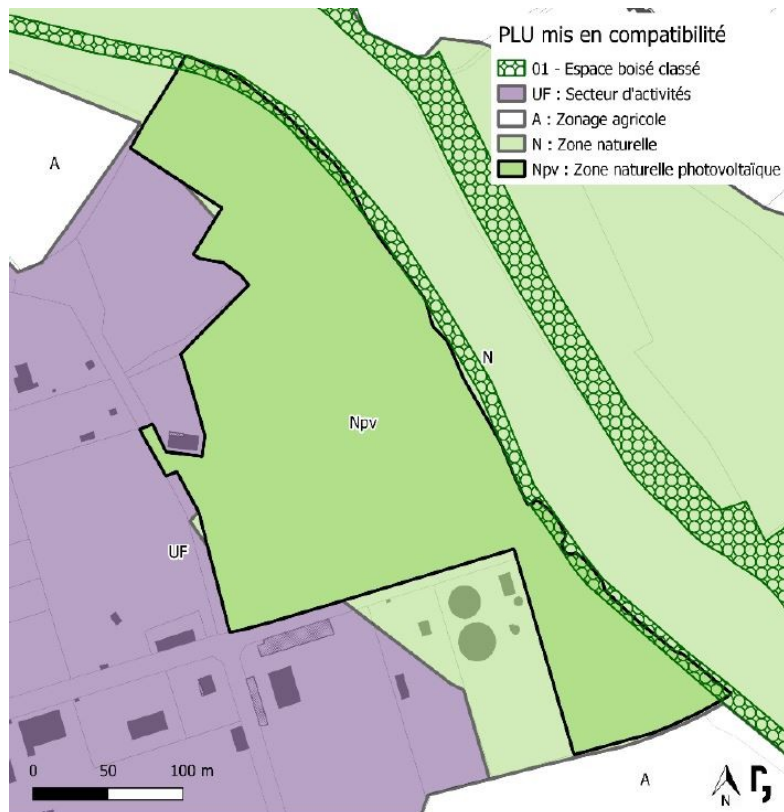 PLU mis en compatibilité
01 - Espace boisé classé
UF : Secteur d'activités
A : Zonage agricole
N : Zone naturelle
Npv : Zone naturelle photovoltaïque
A
N
Npv
UF
0 50 100 m
A
N